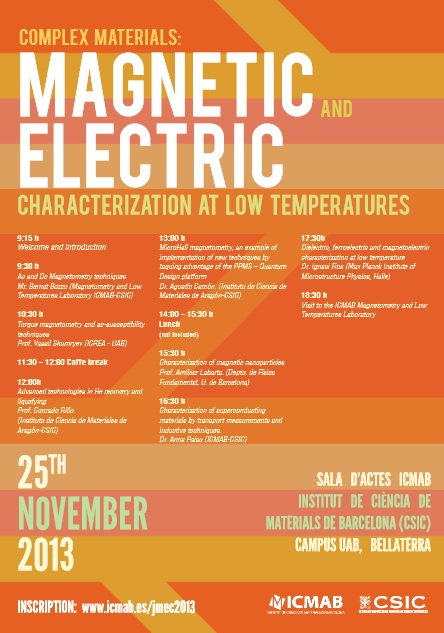 COMPLEX MATERIALS:
MAGNETIC AND
ELECTRIC
CHARACTERIZATION AT LOW TEMPERATURES
9:15 h
Welcome and Introduction
9:30 h
Ac and Dc Magnetometry techniques
Mr. Bernat Bozzo (Magnetometry and Low
Temperatures Laboratory ICMAB-CSIC)
10:30 h
Torque magnetometry and ac-susceptibility
techniques
Prof. Vassil Skumryev (ICREA - UAB)
11:30 – 12:00 Coffe break
12:00h
Advanced technologies in He recovery and
liquefying
Prof. Conrado Rillo.
(Instituto de Ciencia de Materiales de
Aragón-CSIC)
13:00 h
MicroHall magnetometry, an example of
implementation of new techniques by
taquing advantage of the PPMS – Quantum
Design platform
Dr. Agustín Camón. (Instituto de Ciencia de
Materiales de Aragón-CSIC)
14:00 – 15:30 h
Lunch
(not included)
15:30 h
Characterization of magnetic nanoparticles
Prof. Amílcar Labarta. (Depto. de Física
Fundamental, U. de Barcelona)
16:30 h
Characterization of superconducting
materials by transport measurements and
inductive techniques.
Dr. Anna Palau (ICMAB-CSIC)
17:30h
Dielectric, ferroelectric and magnetoelectric
characterization at low temperature
Dr. Ignasi Fina (Max Planck Institute of
Microstructure Physics, Halle)
18:30 h
Visit to the ICMAB Magnetometry and Low
Temperatures Laboratory
25TH
NOVEMBER
2013
SALA D'ACTES ICMAB
INSTITUT DE CIÈNCIA DE
MATERIALS DE BARCELONA (CSIC)
CAMPUS UAB, BELLATERRA
INSCRIPTION: www.icmab.es/jmec2013
ICMAB
CSIC